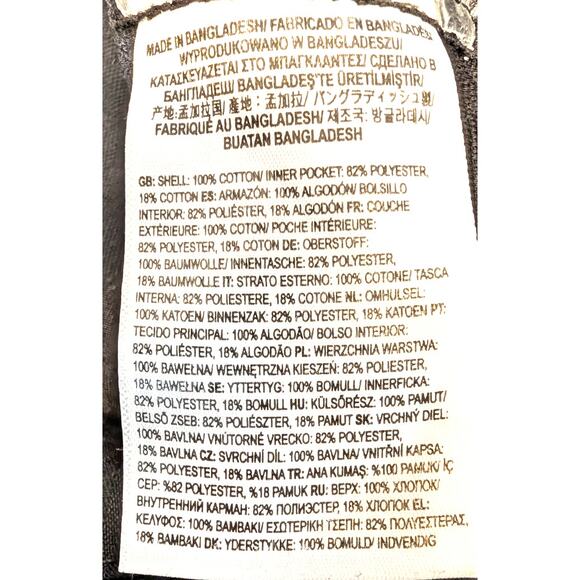 MADE IN BANGLADESH/ FABRICADO EN BANGLADÉS/
WYPRODUKOWANO W BANGLADESZU/
ΚΑΤΑΣΚΕΥΑΖΕΤΑΙ ΣΤΟ ΜΠΑΓΚΛΑΝΤΕΣ/ СДЕЛАНО В
БАНГЛАДЕШ/ BANGLADEŞ'TE ÜRETİLMİŞTİR/
产地:孟加拉国/ 產地:孟加拉/ バングラディッシュ製/
FABRIQUÉ AU BANGLADESH/ 제조국: 방글라데시/
BUATAN BANGLADESH
GB: SHELL: 100% COTTON/ INNER POCKET: 82% POLYESTER,
18% COTTON ES: ARMAZÓN: 100% ALGODÓN/ BOLSILLO
INTERIOR: 82% POLIÉSTER, 18% ALGODÓN FR: COUCHE
EXTÉRIEURE: 100% COTON/ POCHE INTÉRIEURE:
82% POLYESTER, 18% COTON DE: OBERSTOFF:
100% BAUMWOLLE/ INNENTASCHE: 82% POLYESTER,
18% BAUMWOLLE IT: STRATO ESTERNO: 100% COTONE/ TASCA
INTERNA: 82% POLIESTERE, 18% COTONE NL: OMHULSEL:
100% KATOEN/ BINNENZAK: 82% POLYESTER, 18% KATOEN PT:
TECIDO PRINCIPAL: 100% ALGODÃO/ BOLSO INTERIOR:
82% POLIÉSTER, 18% ALGODÃO PL: WIERZCHNIA WARSTWA:
100% BAWEŁNA/ WEWNĘTRZNA KIESZEŃ: 82% POLYESTER,
18% BAWEŁNA SE: YTTERTYG: 100% BOMULL/ INNERFICKA:
82% POLYESTER, 18% BOMULL HU: KÜLSŐRÉSZ: 100% PAMUT/
BELSŐ ZSEB: 82% POLIÉSZTER, 18% PAMUT SK: VRCHNÝ DIEL:
100% BAVLNA/ VNÚTORNÉ VRECKO: 82% POLYESTER,
18% BAVLNA CZ: SVRCHNÍ DÍL: 100% BAVLNA/ VNITŘNÍ KAPSA:
82% POLYESTER, 18% BAVLNA TR: ANA KUMAŞ: %100 PAMUK/ İÇ
CEP: %82 POLYESTER, %18 PAMUK RU: ВЕРХ: 100% ХЛОПОК/
ВНУТРЕННИЙ КАРМАН: 82% ПОЛИЭСТЕР, 18% ХЛОПОК EL:
ΚΕΛΥΦΟΣ: 100% ΒΑΜΒΑΚΙ/ ΕΣΩΤΕΡΙΚΗ ΤΣΕΠΗ: 82% ΠΟΛΥΕΣΤΕΡΑΣ,
18% ΒΑΜΒΑΚΙ DK: YDERSTYKKE: 100% BOMULD/ INDVENDIG